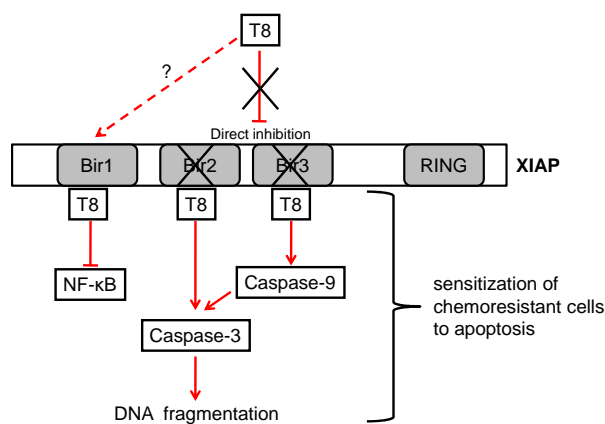 T8
?
Direct inhibition
Bir1
Bir2
Bir3
RING
XIAP
T8
T8
T8
NF-κB
Caspase-9
sensitization of
chemoresistant cells
to apoptosis
Caspase-3
DNA fragmentation